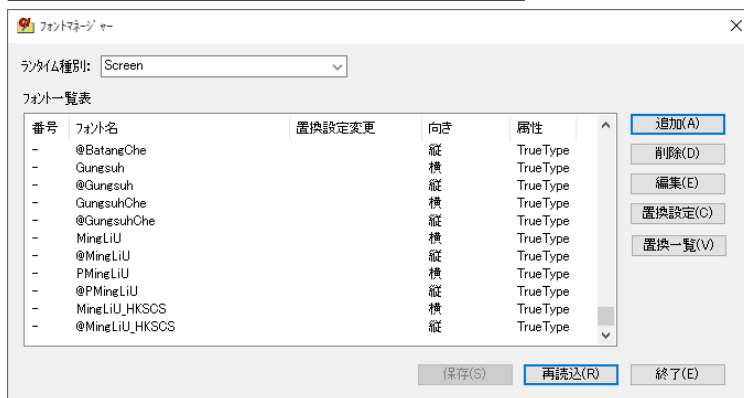 フォントマネージャー
ランタイム種別: Screen
フォント一覧表
番号 フォント名 置換設定変更 向き 属性
- @BatangChe 縦 TrueType
- Gungsuh 横 TrueType
- @Gungsuh 縦 TrueType
- GungsuhChe 横 TrueType
- @GungsuhChe 縦 TrueType
- MingLiU 横 TrueType
- @MingLiU 縦 TrueType
- PMingLiU 横 TrueType
- @PMingLiU 縦 TrueType
- MingLiU_HKSCS 横 TrueType
- @MingLiU_HKSCS 縦 TrueType
追加(A)
削除(D)
編集(E)
置換設定(C)
置換一覧(V)
保存(S) 再読込(R) 終了(E)